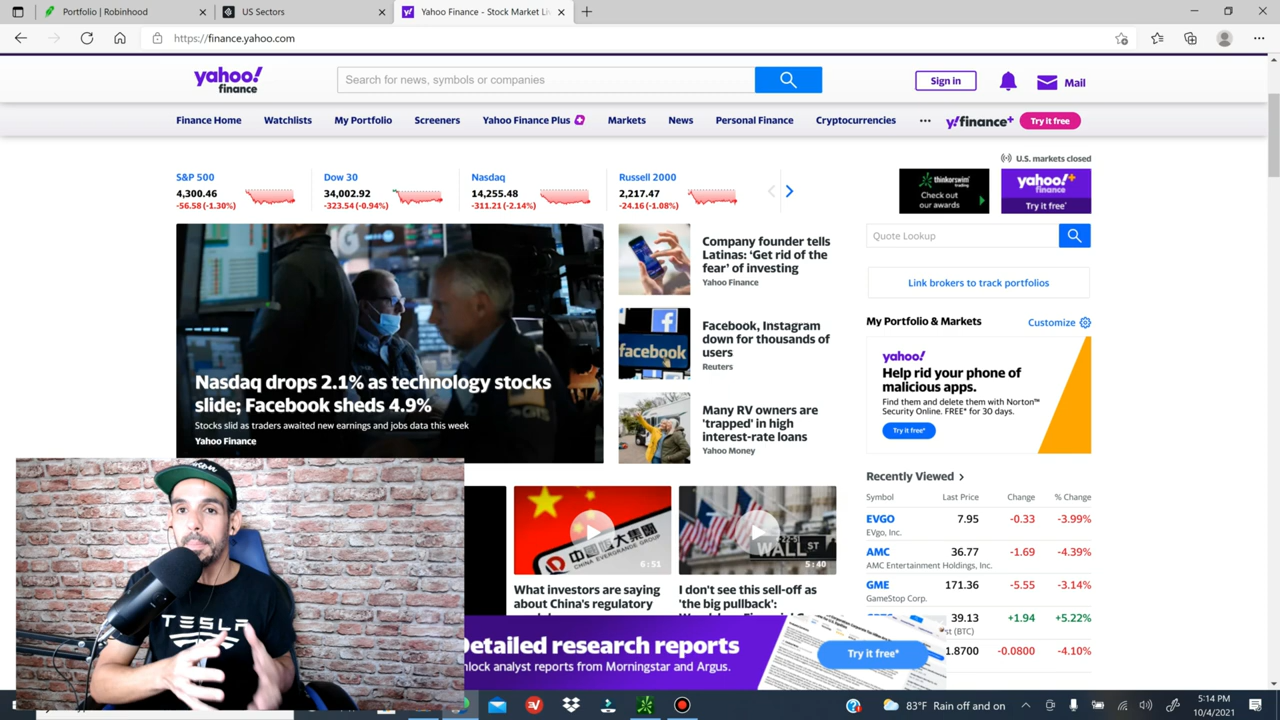 Portfolio | Robinhood
US Sectors
Yahoo Finance - Stock Market Li
https://finance.yahoo.com
yahoo!
finance
Search for news, symbols or companies
Sign in
Mail
Finance Home
Watchlists
My Portfolio
Screeners
Yahoo Finance Plus
Markets
News
Personal Finance
Cryptocurrencies
...
y!finance+
Try it free
U.S. markets closed
S&P 500
4,300.46
-56.58 (-1.30%)
Dow 30
34,002.92
-323.54 (-0.94%)
Nasdaq
14,255.48
-311.21 (-2.14%)
Russell 2000
2,217.47
-24.16 (-1.08%)
thinkorswim
trading
Check out
our awards
yahoo!+
finance
Try it free*
Nasdaq drops 2.1% as technology stocks
slide; Facebook sheds 4.9%
Stocks slid as traders awaited new earnings and jobs data this week
Yahoo Finance
Company founder tells
Latinas: ‘Get rid of the
fear’ of investing
Yahoo Finance
facebook
Facebook, Instagram
down for thousands of
users
Reuters
Many RV owners are
'trapped' in high
interest-rate loans
Yahoo Money
Quote Lookup
Link brokers to track portfolios
My Portfolio & Markets
Customize
yahoo!
Help rid your phone of
malicious apps.
Find them and delete them with Norton™
Security Online. FREE* for 30 days.
Try it free*
Recently Viewed
Symbol
Last Price
Change
% Change
EVGO
7.95
-0.33
-3.99%
EVgo, Inc.
AMC
36.77
-1.69
-4.39%
AMC Entertainment Holdings, Inc.
GME
171.36
-5.55
-3.14%
GameStop Corp.
39.13
+1.94
+5.22%
st (BTC)
1.8700
-0.0800
-4.10%
CHINA EVERGRANDE GROUP
6:51
What investors are saying
about China's regulatory
WALL ST
5:40
I don't see this sell-off as
'the big pullback':
TESLA
Detailed research reports
nlock analyst reports from Morningstar and Argus.
Try it free*
83°F Rain off and on
5:14 PM
10/4/2021